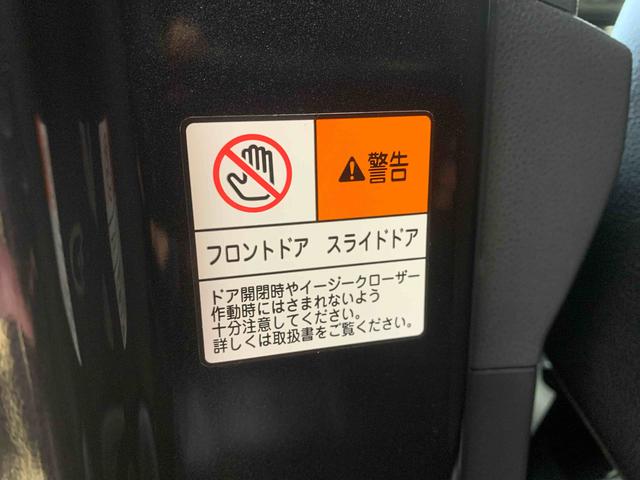 警告
フロントドア スライドドア
ドア開閉時やイージークローザー
作動時にはさまれないよう
十分注意してください。
詳しくは取扱書をご覧ください。